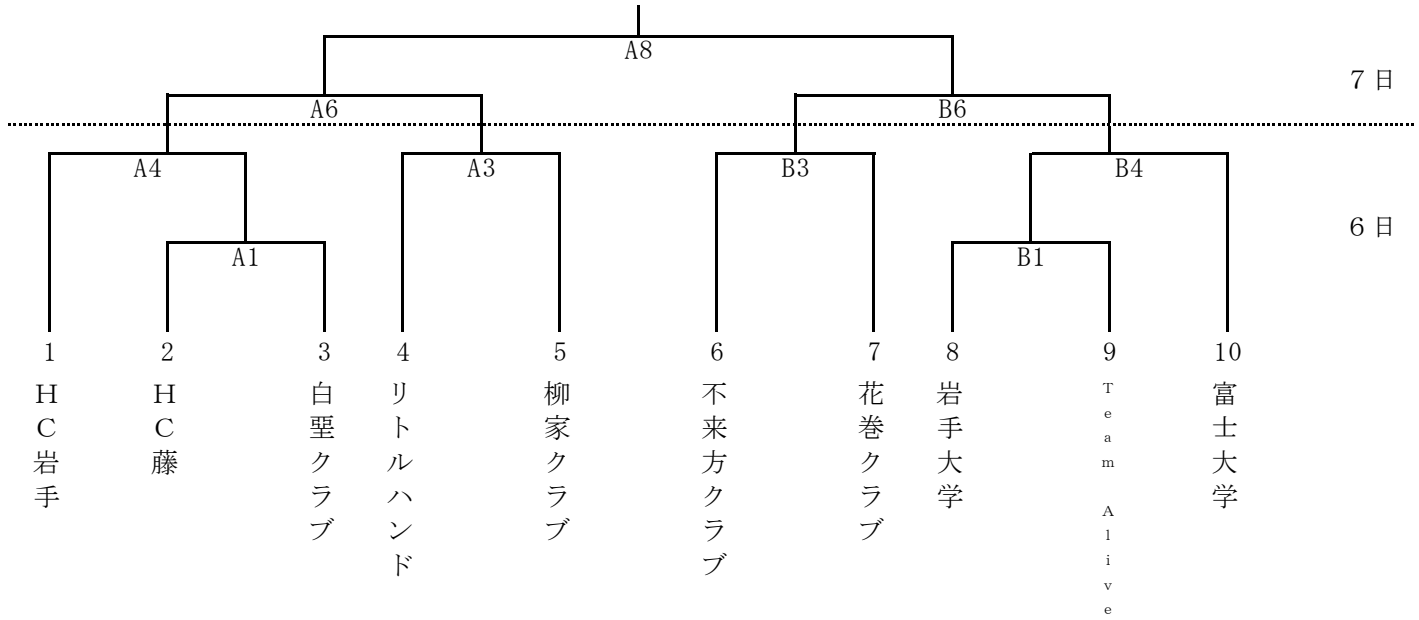 A8
7日
A6
B6
A4
A3
B3
B4
6日
A1
B1
1
2
3
4
5
6
7
8
9
10
HC岩手
HC藤
白堊クラブ
リトルハンド
柳家クラブ
不来方クラブ
花巻クラブ
岩手大学
Team Alive
富士大学